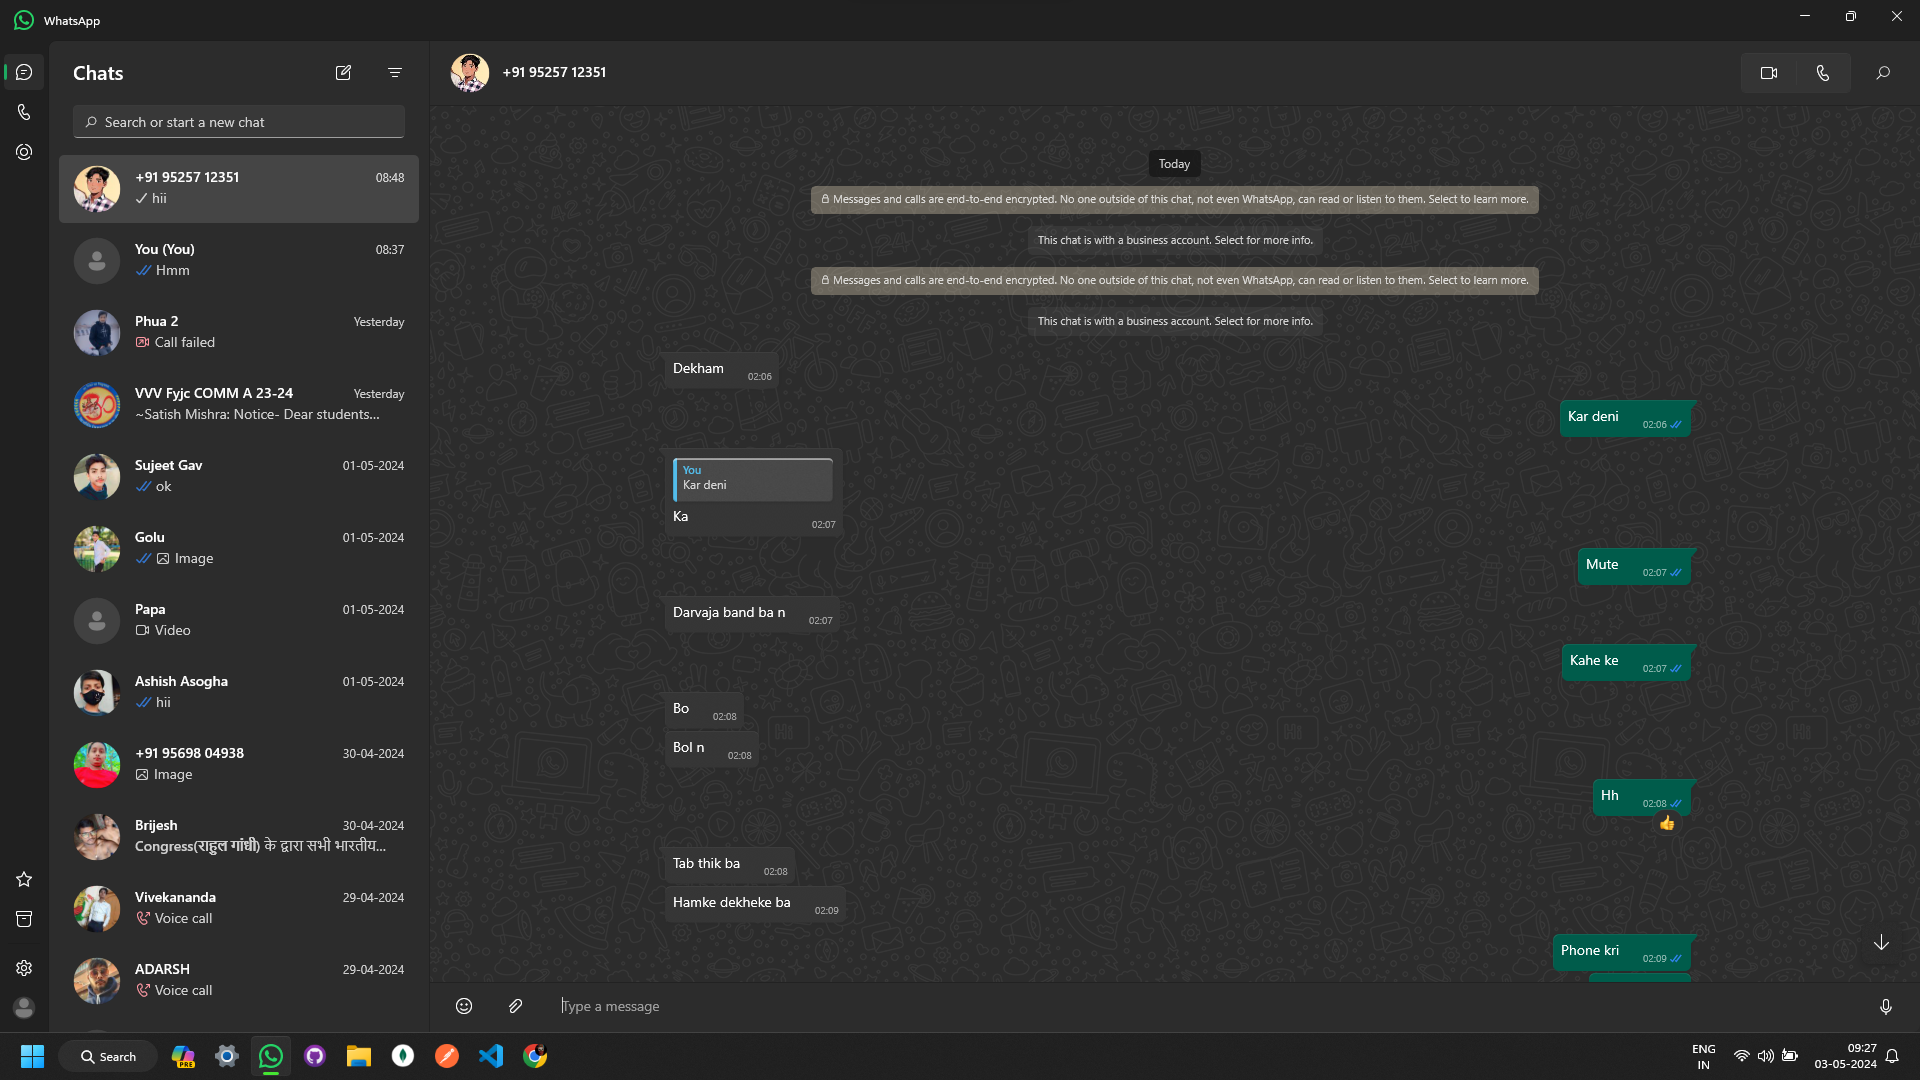 WhatsApp
Chats
Search or start a new chat
+91 95257 12351
08:48
hii
You (You)
08:37
Hmm
Phua 2
Yesterday
Call failed
VVV Fyjc COMM A 23-24
Yesterday
~Satish Mishra: Notice- Dear students...
Sujeet Gav
01-05-2024
ok
Golu
01-05-2024
Image
Papa
01-05-2024
Video
Ashish Asogha
01-05-2024
hii
+91 95698 04938
30-04-2024
Image
Brijesh
30-04-2024
Congress(राहुल गांधी) के द्वारा सभी भारतीय...
Vivekananda
29-04-2024
Voice call
ADARSH
29-04-2024
Voice call
+91 95257 12351
Today
Messages and calls are end-to-end encrypted. No one outside of this chat, not even WhatsApp, can read or listen to them. Select to learn more.
This chat is with a business account. Select for more info.
Messages and calls are end-to-end encrypted. No one outside of this chat, not even WhatsApp, can read or listen to them. Select to learn more.
This chat is with a business account. Select for more info.
Dekham 02:06
Kar deni 02:06
You
Kar deni
Ka 02:07
Mute 02:07
Darvaja band ba n 02:07
Kahe ke 02:07
Bo 02:08
Bol n 02:08
Hh 02:08
Tab thik ba 02:08
Hamke dekheke ba 02:09
Phone kri 02:09
Type a message
Search
PRE
ENG
IN
09:27
03-05-2024